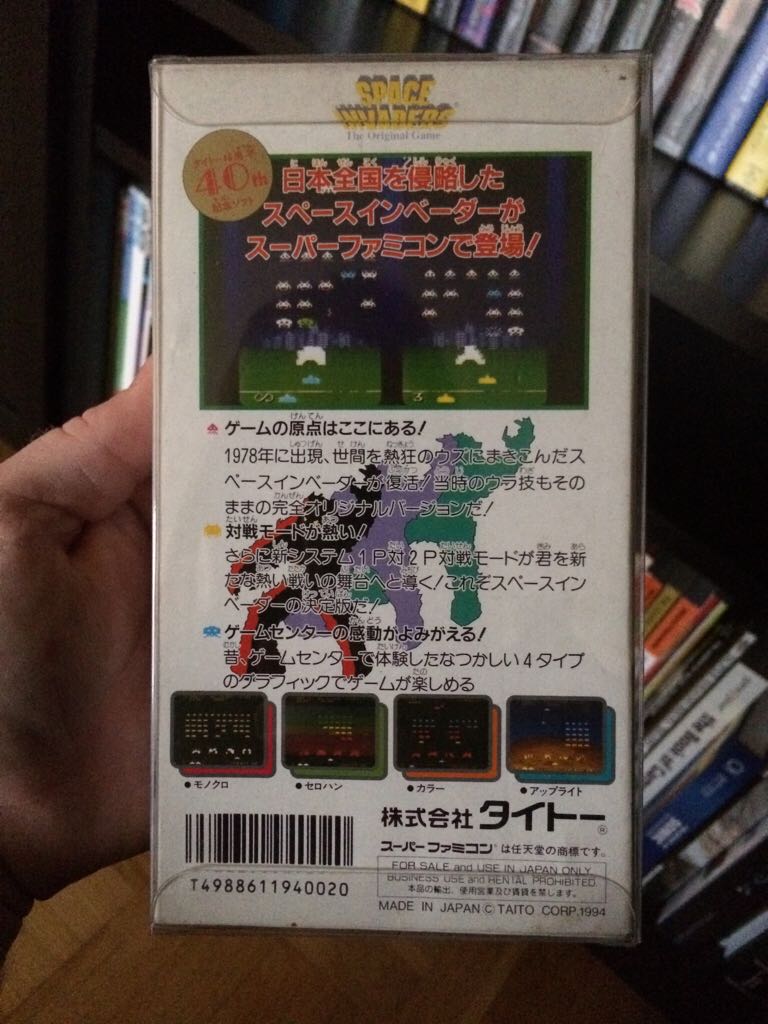 SPACE
INVADERS
The Original Game
40th
記念ソフト
日本全国を侵略した
スペースインベーダーが
スーパーファミコンで登場!
ゲームの原点はここにある!
1978年に出現、世間を熱狂のウズにまきこんだス
ペースインベーダーが復活!当時のウラ技もその
ままの完全オリジナルバージョンだ!
対戦モードが熱い!
さらに新システム1P対2P対戦モードが君を新
たな熱い戦いの舞台へと導く!これぞスペースイン
ベーダーの決定版だ!
ゲームセンターの感動がよみがえる!
昔、ゲームセンターで体験したなつかしい4タイプ
のグラフィックでゲームが楽しめる
●モノクロ ●セロハン ●カラー ●アップライト
株式会社タイトー®
スーパーファミコン®は任天堂の商標です。
FOR SALE and USE IN JAPAN ONLY
BUSINESS USE and RENTAL PROHIBITED.
本品の輸出、使用営業及び賃貸を禁じます。
T4988611940020
MADE IN JAPAN © TAITO CORP.1994